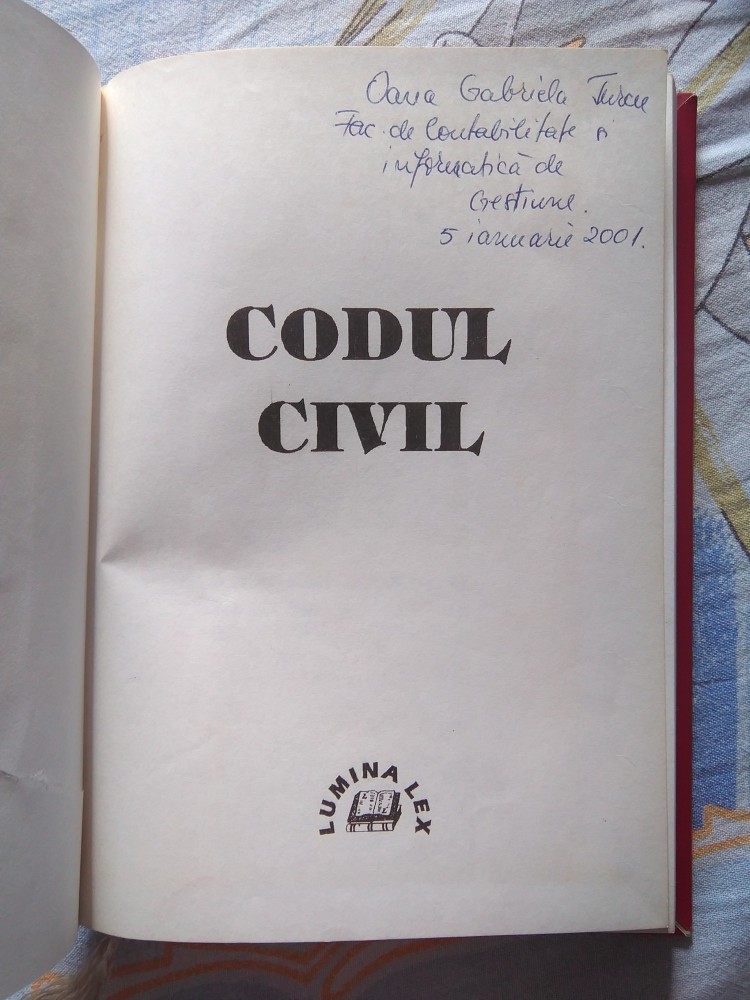 Oana Gabriela Turcu
Fac. de Contabilitate și
informatică de
Gestiune.
5 ianuarie 2001.
CODUL
CIVIL
LUMINA LEX